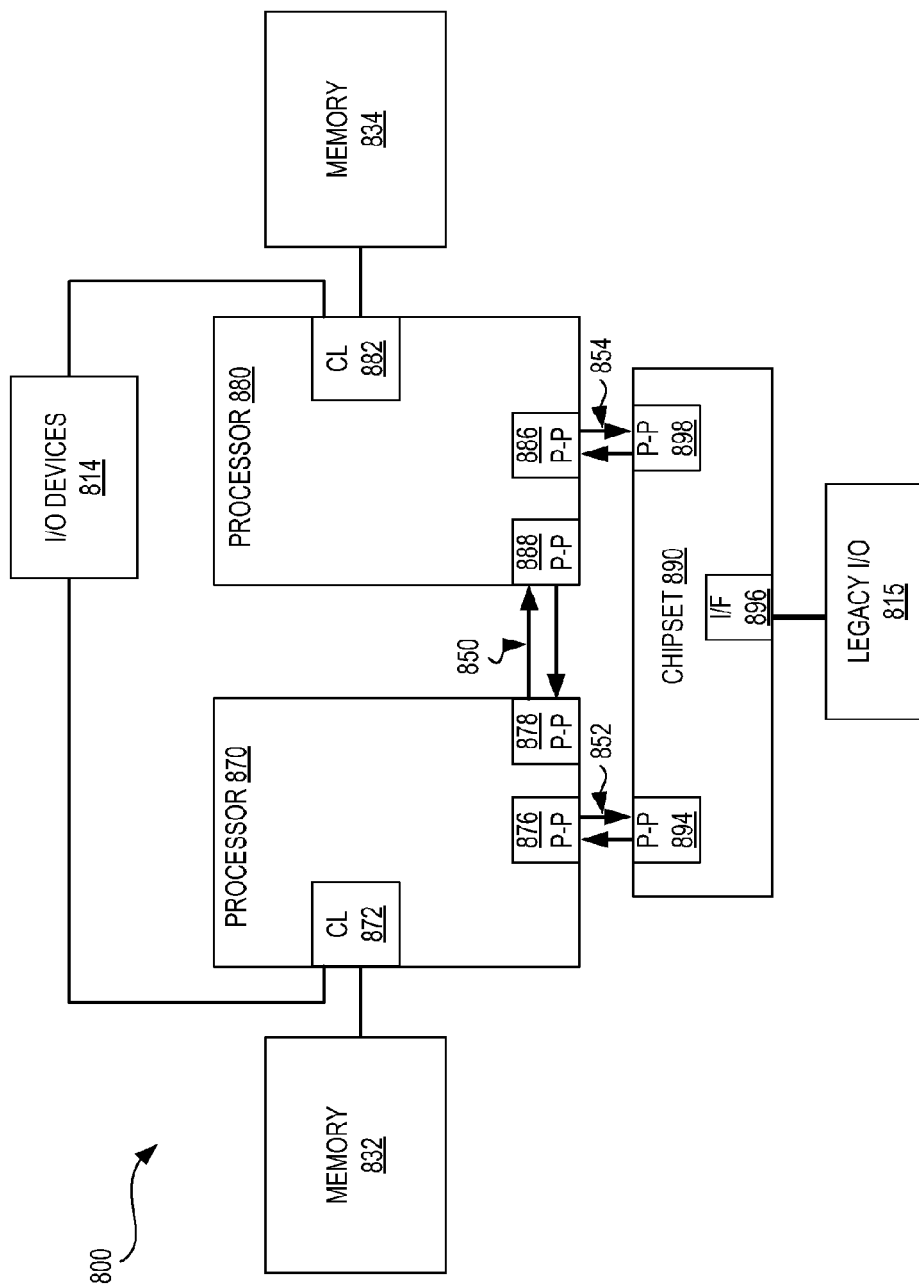 800
I/O DEVICES
814
MEMORY
832
PROCESSOR 870
CL
872
876
P-P
878
P-P
850
PROCESSOR 880
CL
882
888
P-P
886
P-P
MEMORY
834
852
854
P-P
894
CHIPSET 890
P-P
898
I/F
896
LEGACY I/O
815